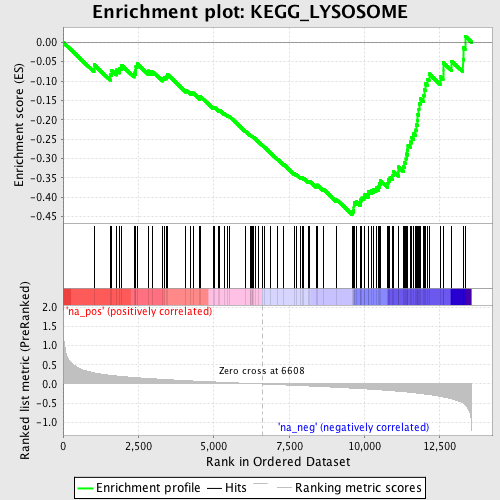 Enrichment plot: KEGG_LYSOSOME
Enrichment score (ES)
0.00
-0.05
-0.10
-0.15
-0.20
-0.25
-0.30
-0.35
-0.40
-0.45
'na_pos' (positively correlated)
Ranked list metric (PreRanked)
2.0
1.5
1.0
0.5
0.0
-0.5
-1.0
Zero cross at 6608
'na_neg' (negatively correlated)
0 2,500 5,000 7,500 10,000 12,500
Rank in Ordered Dataset
Enrichment profile Hits Ranking metric scores